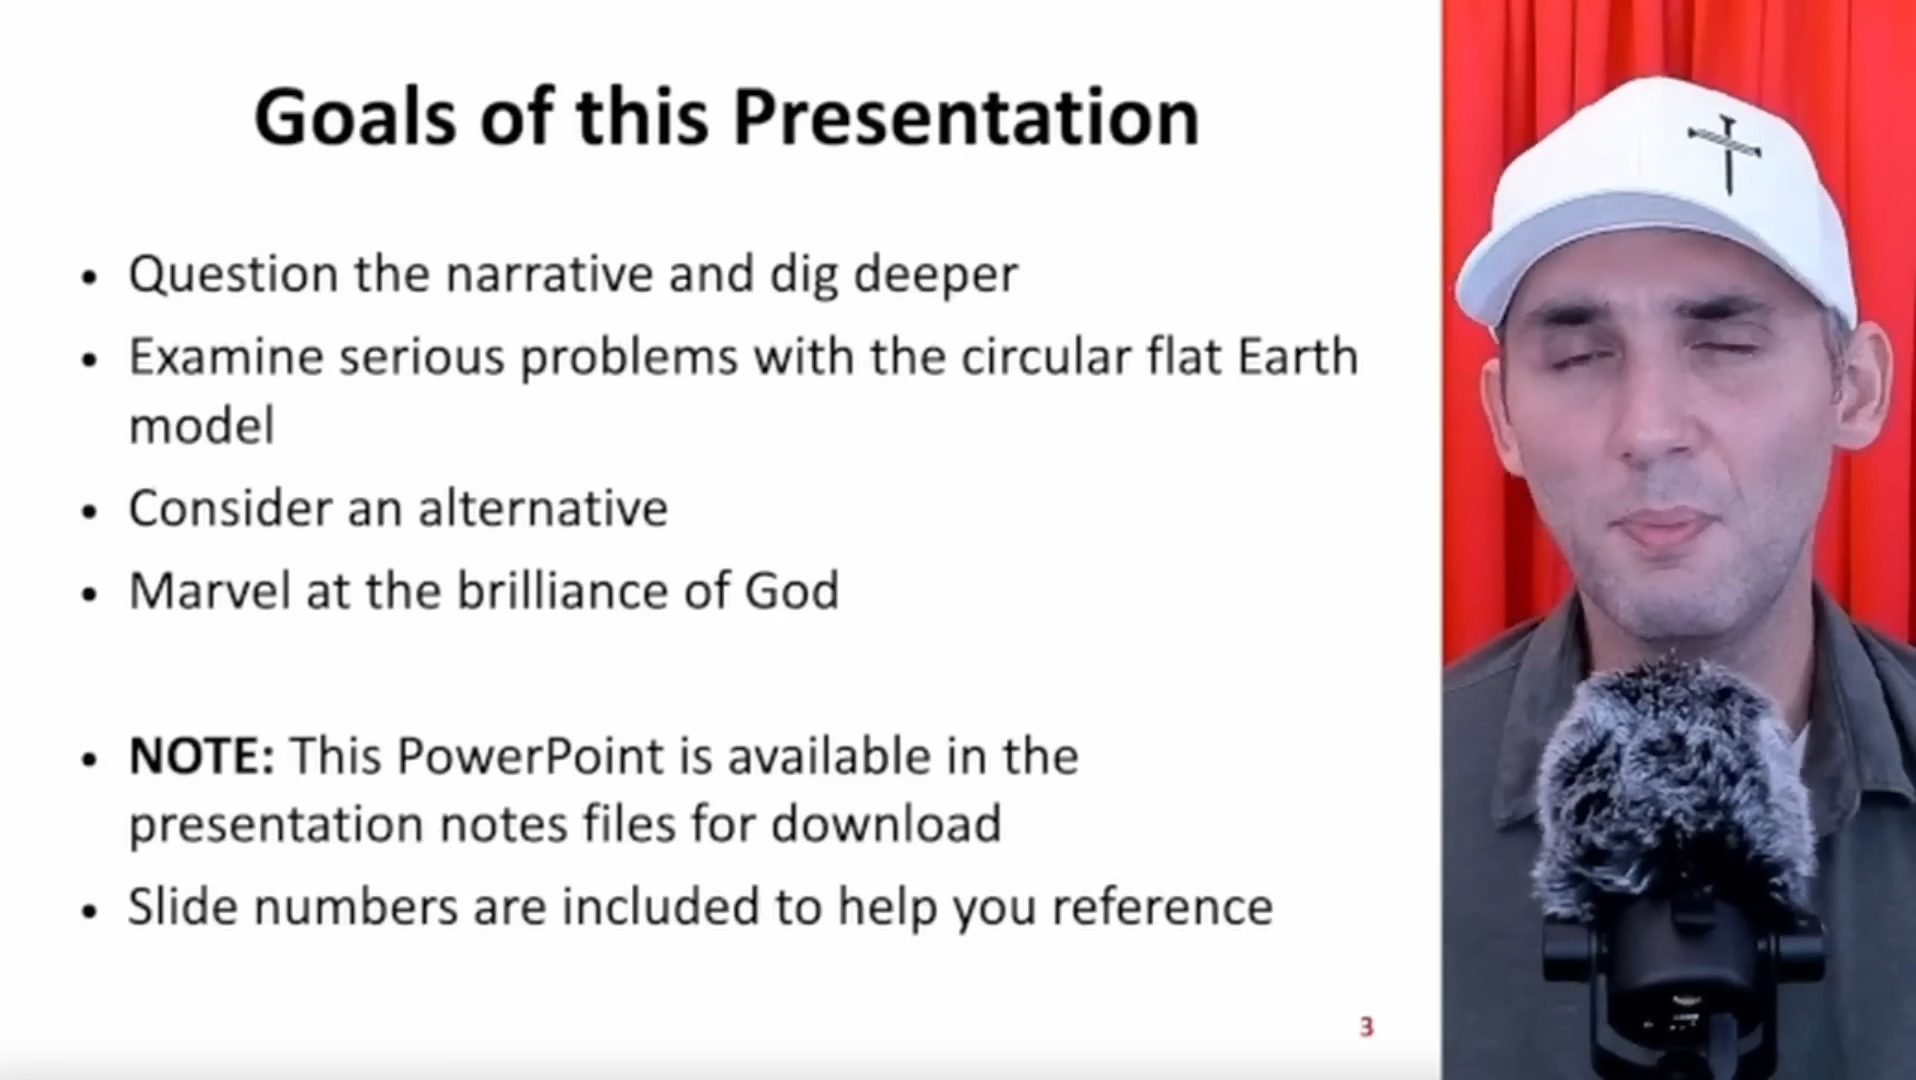 Goals of this Presentation
• Question the narrative and dig deeper
• Examine serious problems with the circular flat Earth
model
• Consider an alternative
• Marvel at the brilliance of God
• NOTE: This PowerPoint is available in the
presentation notes files for download
• Slide numbers are included to help you reference
3